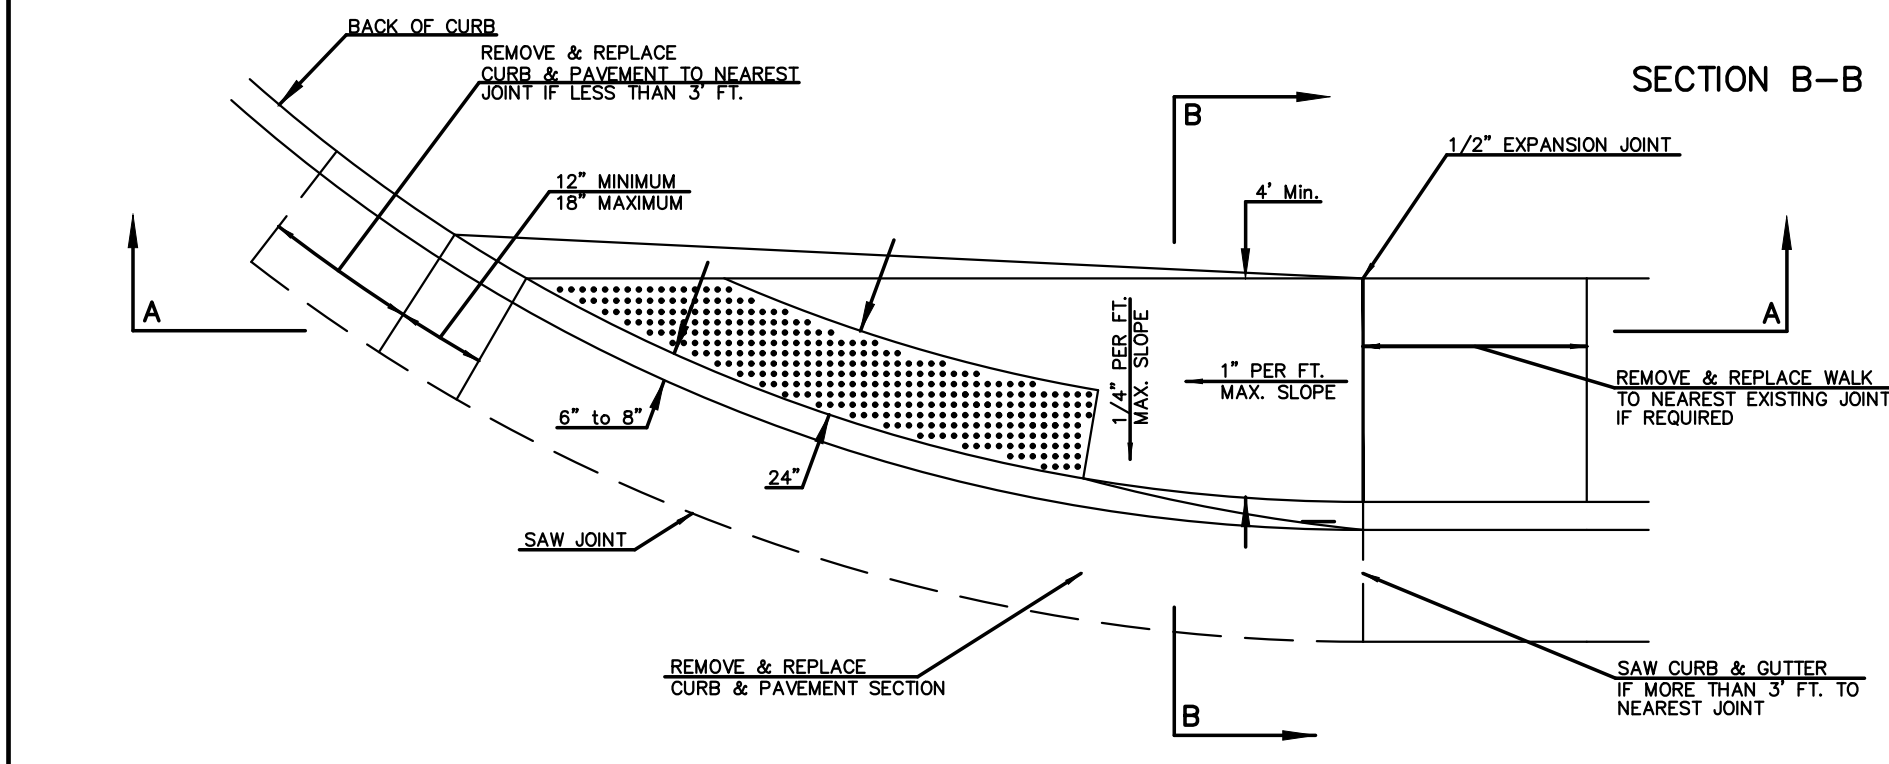 BACK OF CURB
REMOVE & REPLACE
CURB & PAVEMENT TO NEAREST
JOINT IF LESS THAN 3' FT.
SECTION B-B
B
1/2" EXPANSION JOINT
12" MINIMUM
18" MAXIMUM
4' Min.
A
A
1/4" PER FT.
MAX. SLOPE
1" PER FT.
MAX. SLOPE
REMOVE & REPLACE WALK
TO NEAREST EXISTING JOINT
IF REQUIRED
6" to 8"
24"
SAW JOINT
REMOVE & REPLACE
CURB & PAVEMENT SECTION
SAW CURB & GUTTER
IF MORE THAN 3' FT. TO
NEAREST JOINT
B